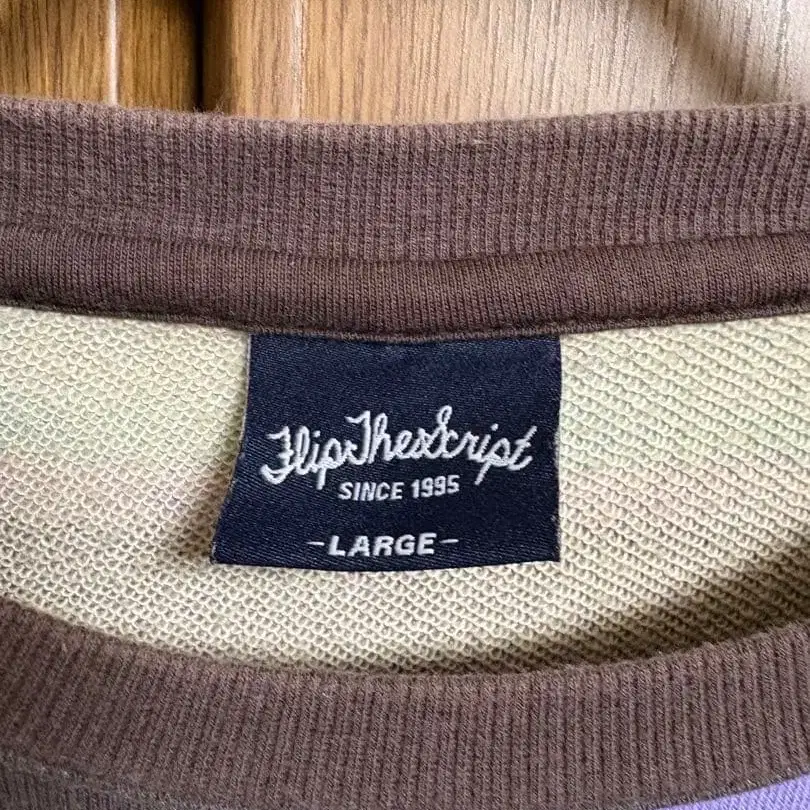 FlipTheScript
SINCE 1995
-LARGE-